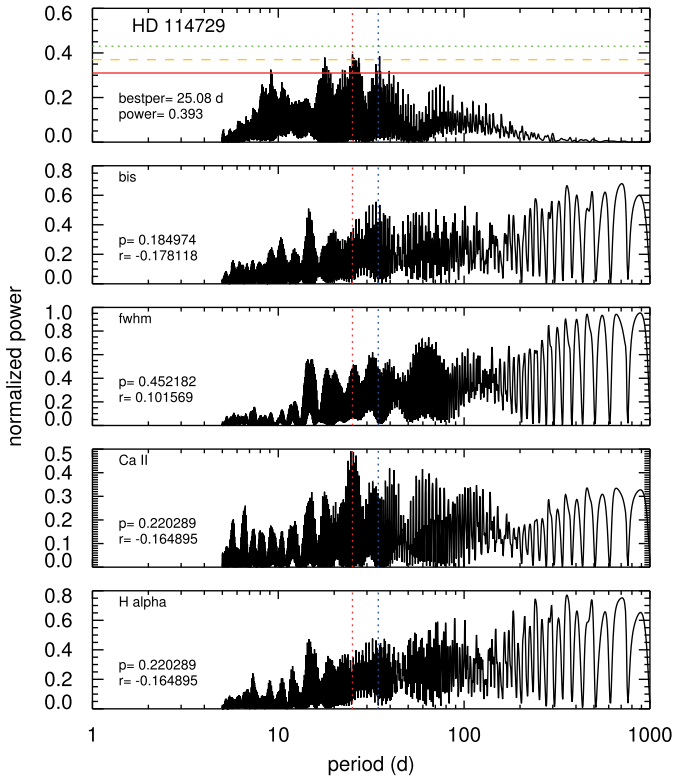 HD 114729
0.6
0.4
0.2
0.0
bestper= 25.08 d
power= 0.393
bis
0.8
0.6
0.4
0.2
0.0
p= 0.184974
r= -0.178118
fwhm
1.0
0.8
0.6
0.4
0.2
0.0
p= 0.452182
r= 0.101569
normalized power
Ca II
0.5
0.4
0.3
0.2
0.1
0.0
p= 0.220289
r= -0.164895
H alpha
0.8
0.6
0.4
0.2
0.0
p= 0.220289
r= -0.164895
1 10 100 1000
period (d)